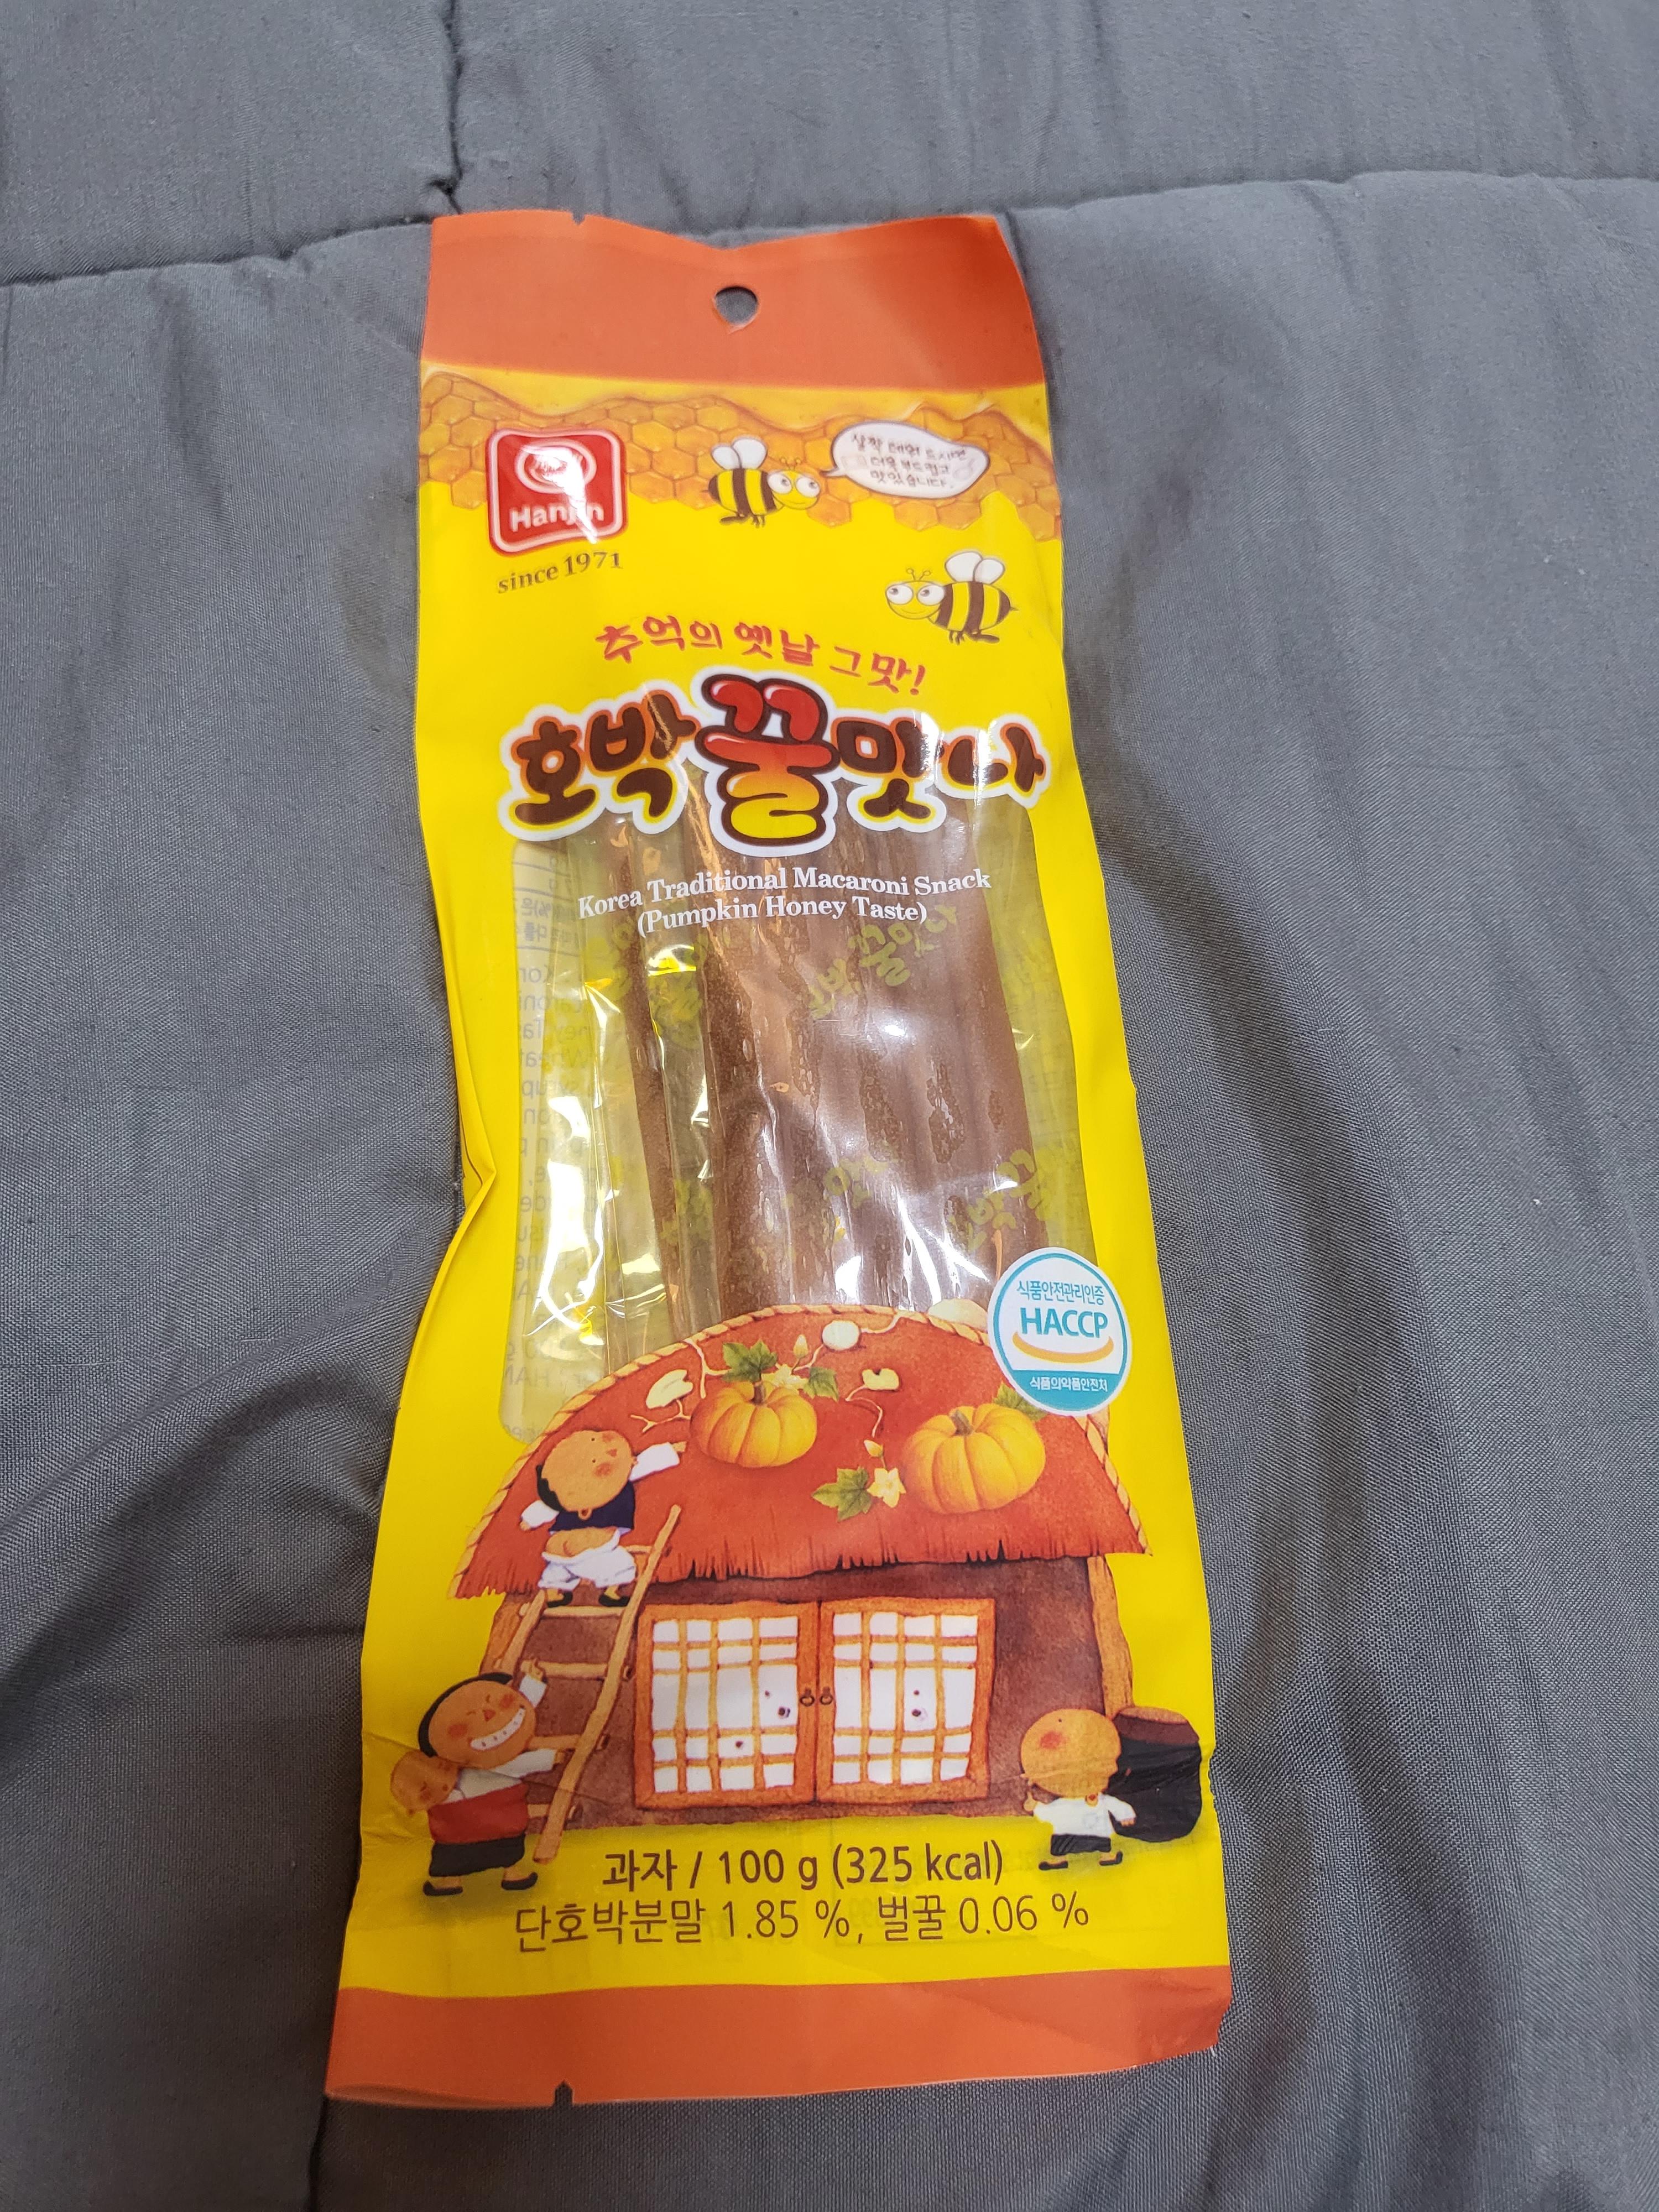 Hanjin
since 1971
살짝 데워 드시면
더욱 부드럽고
맛있습니다.
추억의 옛날 그 맛!
호박꿀맛나
Korea Traditional Macaroni Snack
(Pumpkin Honey Taste)
식품안전관리인증
HACCP
식품의약품안전처
과자 / 100 g (325 kcal)
단호박분말 1.85 %, 벌꿀 0.06 %